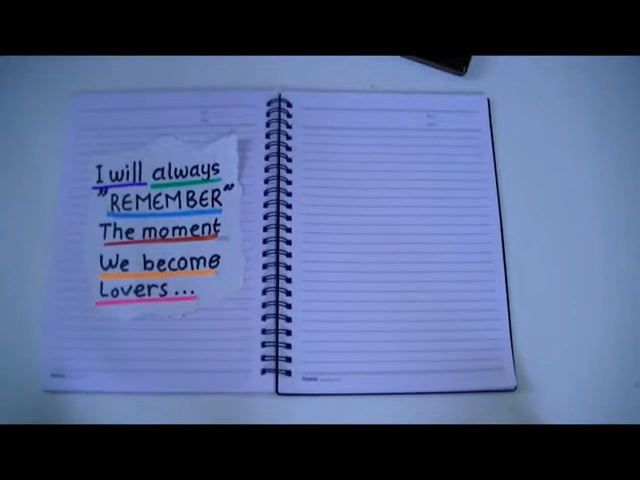 I will always
"REMEMBER"
The moment
We become
Lovers...